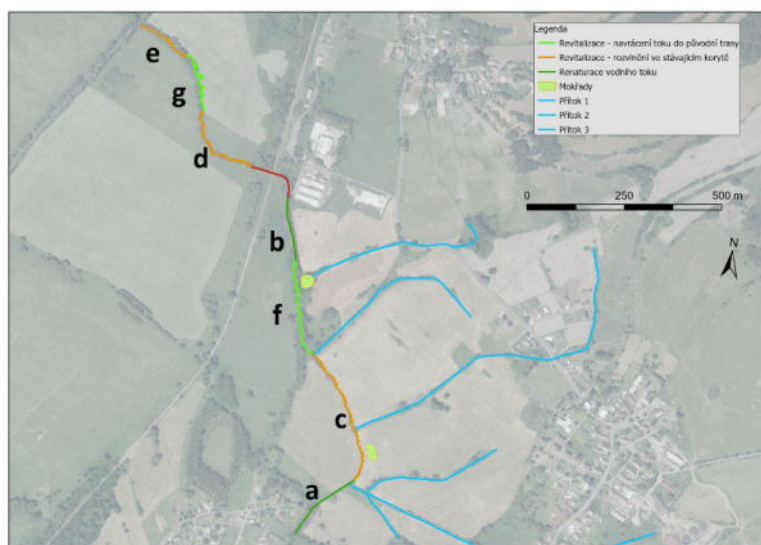 Legenda
Revitalizace - navrácení toku do původní trasy
Revitalizace - rozvlnění ve stávajícím korytě
Renaturace vodního toku
Mokřady
Přítok 1
Přítok 2
Přítok 3
0 250 500 m
N
e
g
d
b
f
c
a